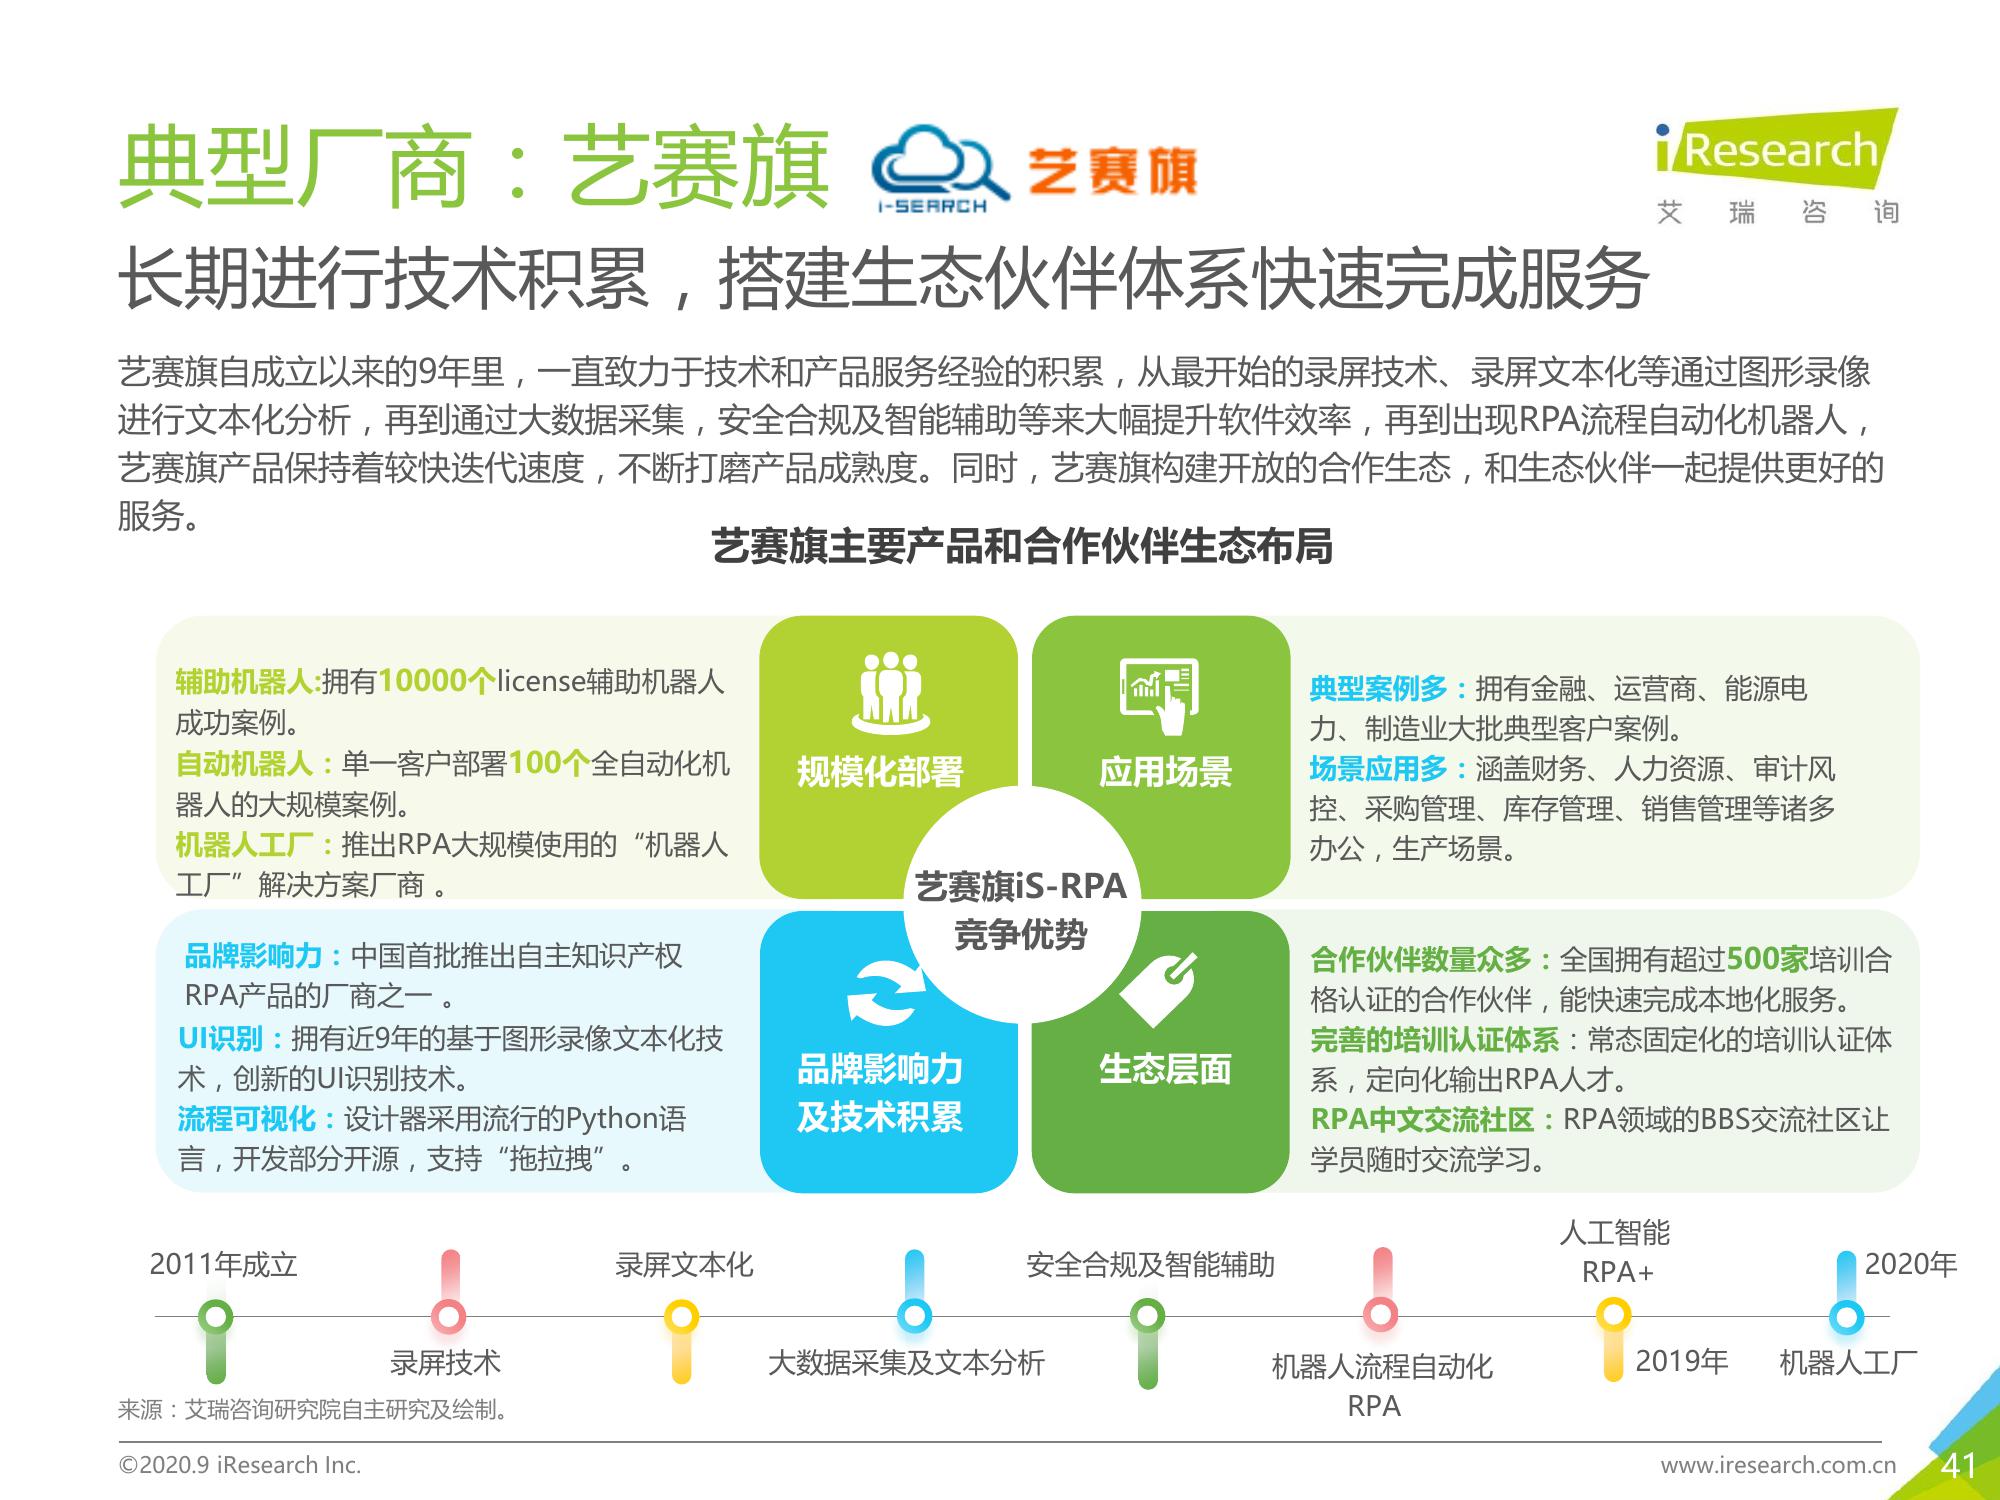 典型厂商：艺赛旗
i-SEARCH
艺赛旗
iResearch
艾瑞咨询
长期进行技术积累，搭建生态伙伴体系快速完成服务
艺赛旗自成立以来的9年里，一直致力于技术和产品服务经验的积累，从最开始的录屏技术、录屏文本化等通过图形录像
进行文本化分析，再到通过大数据采集，安全合规及智能辅助等来大幅提升软件效率，再到出现RPA流程自动化机器人，
艺赛旗产品保持着较快迭代速度，不断打磨产品成熟度。同时，艺赛旗构建开放的合作生态，和生态伙伴一起提供更好的
服务。
艺赛旗主要产品和合作伙伴生态布局
辅助机器人:拥有10000个license辅助机器人
成功案例。
自动机器人：单一客户部署100个全自动化机
器人的大规模案例。
机器人工厂：推出RPA大规模使用的“机器人
工厂”解决方案厂商 。
规模化部署
应用场景
典型案例多：拥有金融、运营商、能源电
力、制造业大批典型客户案例。
场景应用多：涵盖财务、人力资源、审计风
控、采购管理、库存管理、销售管理等诸多
办公，生产场景。
艺赛旗iS-RPA
竞争优势
品牌影响力：中国首批推出自主知识产权
RPA产品的厂商之一 。
UI识别：拥有近9年的基于图形录像文本化技
术，创新的UI识别技术。
流程可视化：设计器采用流行的Python语
言，开发部分开源，支持“拖拉拽”。
品牌影响力
及技术积累
生态层面
合作伙伴数量众多：全国拥有超过500家培训合
格认证的合作伙伴，能快速完成本地化服务。
完善的培训认证体系：常态固定化的培训认证体
系，定向化输出RPA人才。
RPA中文交流社区：RPA领域的BBS交流社区让
学员随时交流学习。
2011年成立
录屏技术
录屏文本化
大数据采集及文本分析
安全合规及智能辅助
机器人流程自动化
RPA
人工智能
RPA+
2019年
2020年
机器人工厂
来源：艾瑞咨询研究院自主研究及绘制。
©2020.9 iResearch Inc.
www.iresearch.com.cn
41